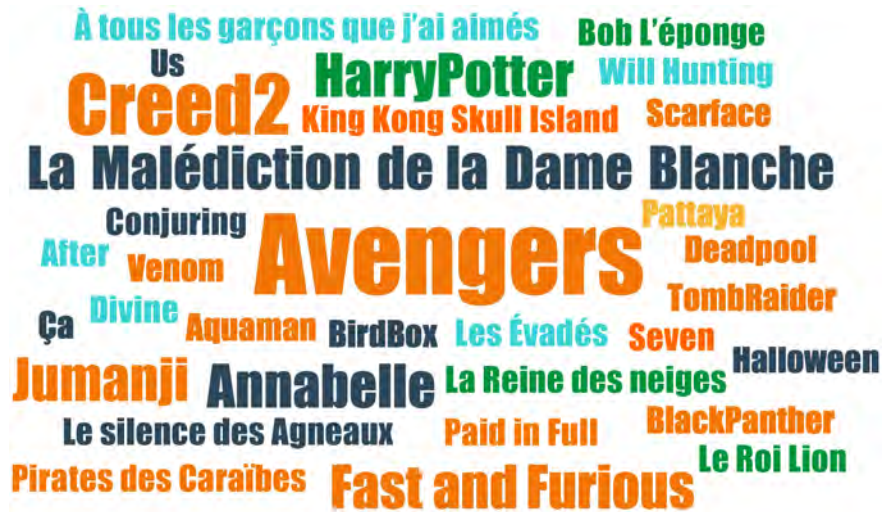 À tous les garçons que j'ai aimés
Bob L'éponge
Us
HarryPotter
Will Hunting
Creed2
King Kong Skull Island
Scarface
La Malédiction de la Dame Blanche
Conjuring
Avengers
Pattaya
After
Venom
Deadpool
TombRaider
Ça
Divine
Aquaman
BirdBox
Les Évadés
Seven
Halloween
Jumanji
Annabelle
La Reine des neiges
Le silence des Agneaux
Paid in Full
BlackPanther
Pirates des Caraïbes
Fast and Furious
Le Roi Lion